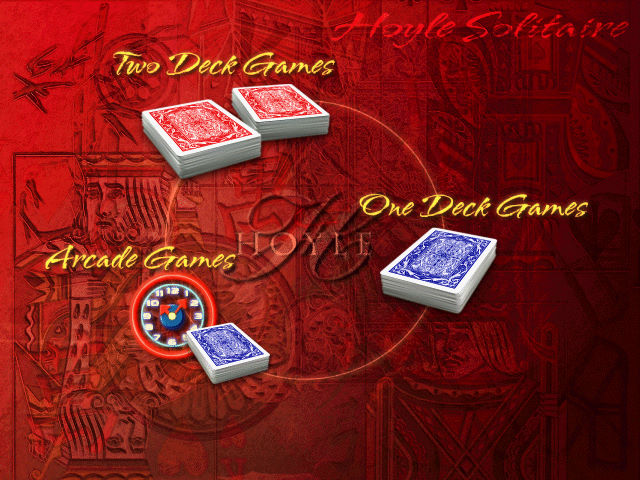 Hoyle Solitaire
Two Deck Games
One Deck Games
HOYLE
Arcade Games